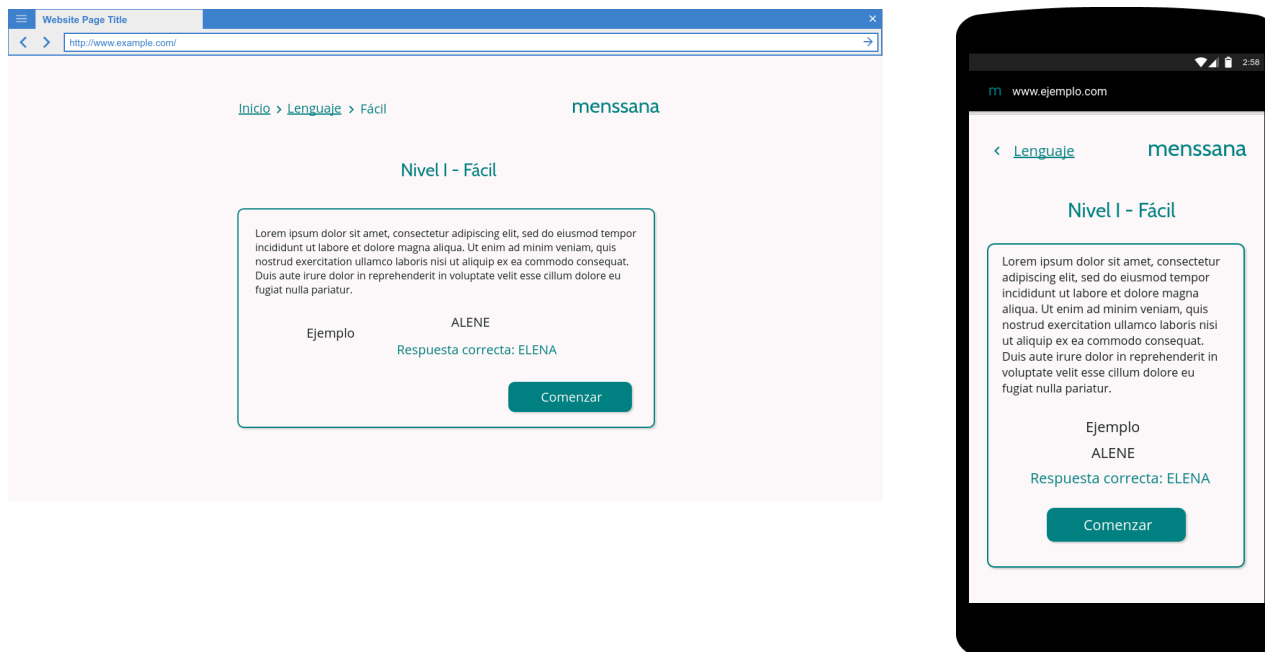 Website Page Title
http://www.example.com/
Inicio > Lenguaje > Fácil
menssana
Nivel I - Fácil
Lorem ipsum dolor sit amet, consectetur adipiscing elit, sed do eiusmod tempor
incididunt ut labore et dolore magna aliqua. Ut enim ad minim veniam, quis
nostrud exercitation ullamco laboris nisi ut aliquip ex ea commodo consequat.
Duis aute irure dolor in reprehenderit in voluptate velit esse cillum dolore eu
fugiat nulla pariatur.
Ejemplo
ALENE
Respuesta correcta: ELENA
Comenzar
2:58
m www.ejemplo.com
< Lenguaje
menssana
Nivel I - Fácil
Lorem ipsum dolor sit amet, consectetur
adipiscing elit, sed do eiusmod tempor
incididunt ut labore et dolore magna
aliqua. Ut enim ad minim veniam, quis
nostrud exercitation ullamco laboris nisi
ut aliquip ex ea commodo consequat.
Duis aute irure dolor in reprehenderit in
voluptate velit esse cillum dolore eu
fugiat nulla pariatur.
Ejemplo
ALENE
Respuesta correcta: ELENA
Comenzar